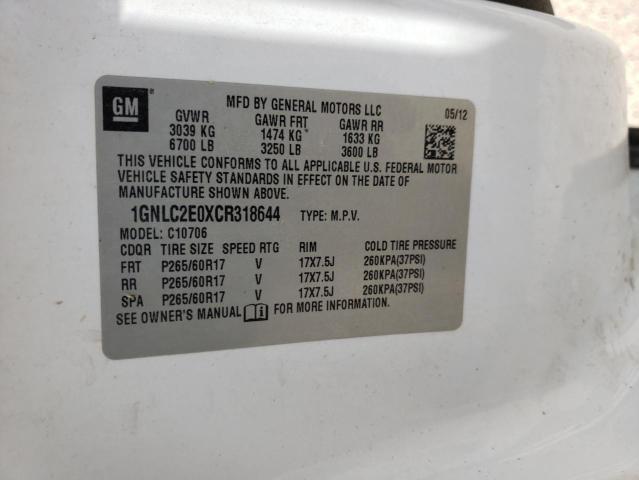 GM ®
MFD BY GENERAL MOTORS LLC 05/12
GVWR GAWR FRT GAWR RR
3039 KG 1474 KG 1633 KG
6700 LB 3250 LB 3600 LB
THIS VEHICLE CONFORMS TO ALL APPLICABLE U.S. FEDERAL MOTOR
VEHICLE SAFETY STANDARDS IN EFFECT ON THE DATE OF
MANUFACTURE SHOWN ABOVE.
1GNLC2E0XCR318644 TYPE: M.P.V.
MODEL: C10706
CDQR TIRE SIZE SPEED RTG RIM COLD TIRE PRESSURE
FRT P265/60R17 V 17X7.5J 260KPA(37PSI)
RR P265/60R17 V 17X7.5J 260KPA(37PSI)
SPA P265/60R17 V 17X7.5J 260KPA(37PSI)
SEE OWNER'S MANUAL FOR MORE INFORMATION.